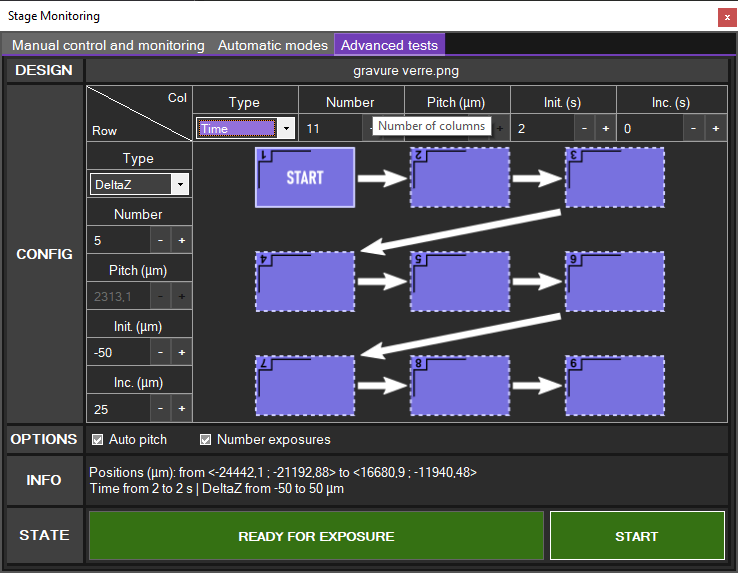 Stage Monitoring
x
Manual control and monitoring Automatic modes Advanced tests
DESIGN gravure verre.png
Col
Row
Type Number Pitch (µm) Init. (s) Inc. (s)
Time 11 - + 2 - + 0 - +
Number of columns
Type
DeltaZ
Number
5 - +
Pitch (µm)
2313,1 - +
Init. (µm)
-50 - +
Inc. (µm)
25 - +
CONFIG
1 START 2 3
4 5 6
7 8 9
OPTIONS Auto pitch Number exposures
INFO
Positions (µm): from <-24442,1 ; -21192,88> to <16680,9 ; -11940,48>
Time from 2 to 2 s | DeltaZ from -50 to 50 µm
STATE READY FOR EXPOSURE START